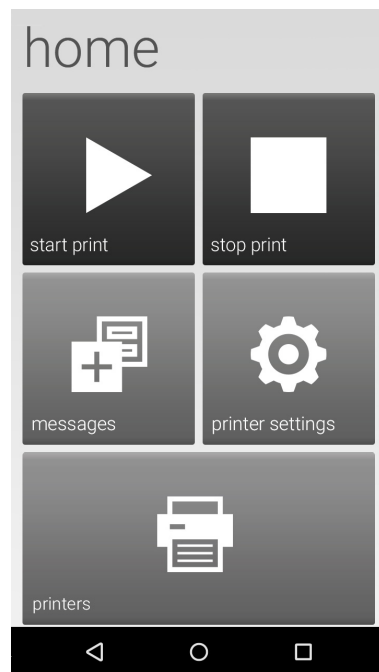 home
start print
stop print
messages
printer settings
printers